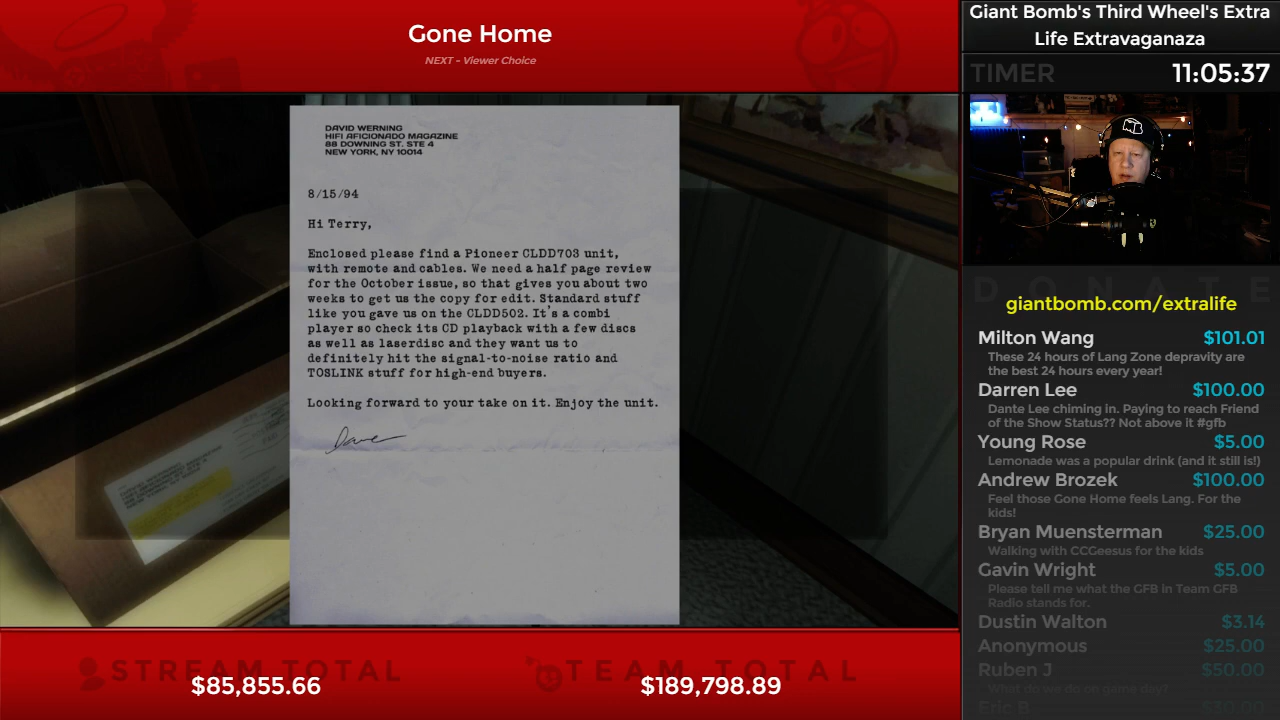 Gone Home
NEXT - Viewer Choice
Giant Bomb's Third Wheel's Extra
Life Extravaganaza
TIMER
11:05:37
DAVID WERNING
HIFI AFICIONADO MAGAZINE
88 DOWNING ST. STE 4
NEW YORK, NY 10014
8/15/94
Hi Terry,
Enclosed please find a Pioneer CLDD703 unit,
with remote and cables. We need a half page review
for the October issue, so that gives you about two
weeks to get us the copy for edit. Standard stuff
like you gave us on the CLDD502. It's a combi
player so check its CD playback with a few discs
as well as laserdisc and they want us to
definitely hit the signal-to-noise ratio and
TOSLINK stuff for high-end buyers.
Looking forward to your take on it. Enjoy the unit.
Dave
DONATE
giantbomb.com/extralife
Milton Wang $101.01
These 24 hours of Lang Zone depravity are
the best 24 hours every year!
Darren Lee $100.00
Dante Lee chiming in. Paying to reach Friend
of the Show Status?? Not above it #gfb
Young Rose $5.00
Lemonade was a popular drink (and it still is!)
Andrew Brozek $100.00
Feel those Gone Home feels Lang. For the
kids!
Bryan Muensterman $25.00
Walking with CCGeesus for the kids
Gavin Wright $5.00
Please tell me what the GFB in Team GFB
Radio stands for.
Dustin Walton $3.14
Anonymous $25.00
Ruben J $50.00
What do we do on game day?
Eric B $30.00
STREAM TOTAL
$85,855.66
TEAM TOTAL
$189,798.89